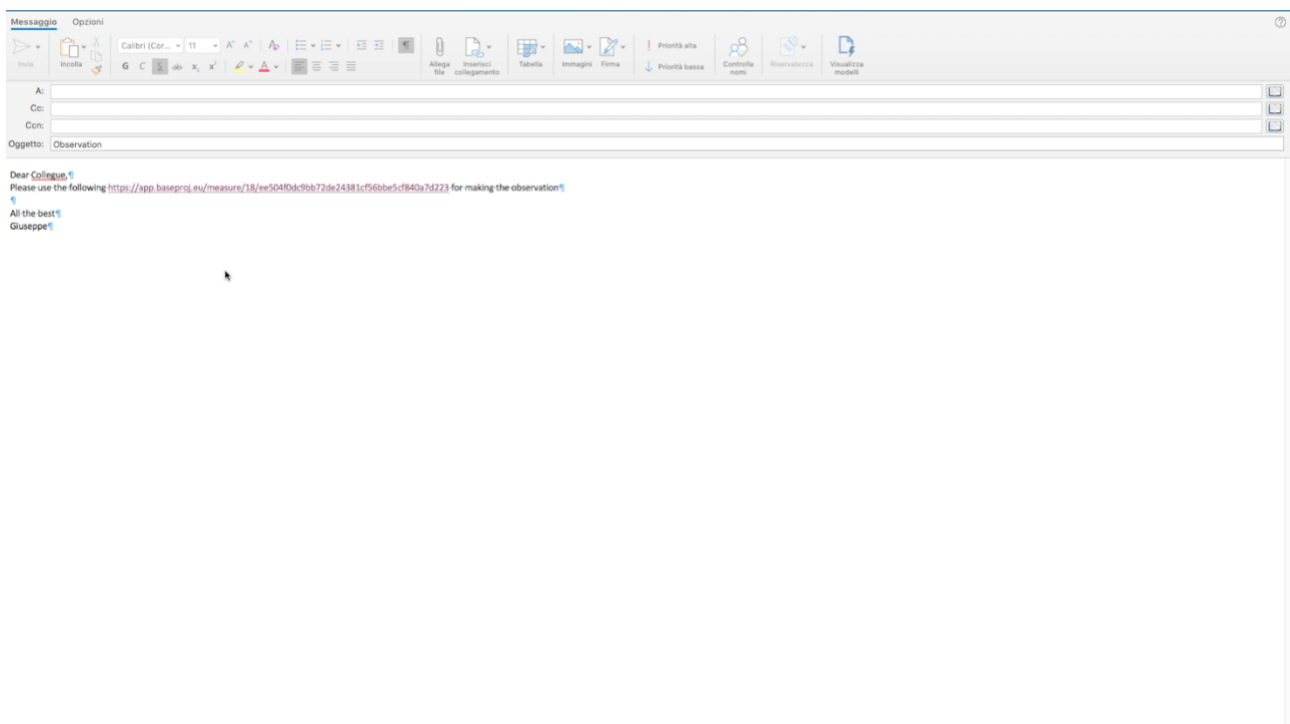 Messaggio Opzioni
Calibri (Cor... 11
Priorità alta
Invia Incolla Allega file Inserisci collegamento Tabella Immagini Firma Priorità bassa Controlla nomi Riservatezza Visualizza modelli
G C S ab x, x'
A:
Cc:
Ccn:
Oggetto: Observation
Dear Collegue,¶
Please use the following https://app.baseproj.eu/measure/18/ee504f0dc9bb72de24381cf56bbe5cf840a7d223 for making the observation¶
¶
All the best¶
Giuseppe¶